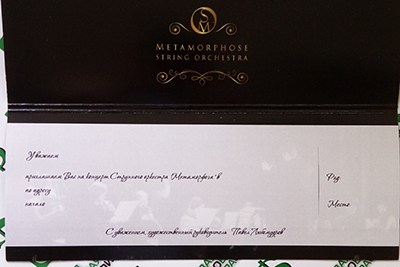 METAMORPHOSE
STRING ORCHESTRA
Уважаем
приглашаем Вас на концерт Струнного оркестра "Метаморфоза" в
по адресу
Ряд
начало
Место
С уважением, художественный руководитель Павел